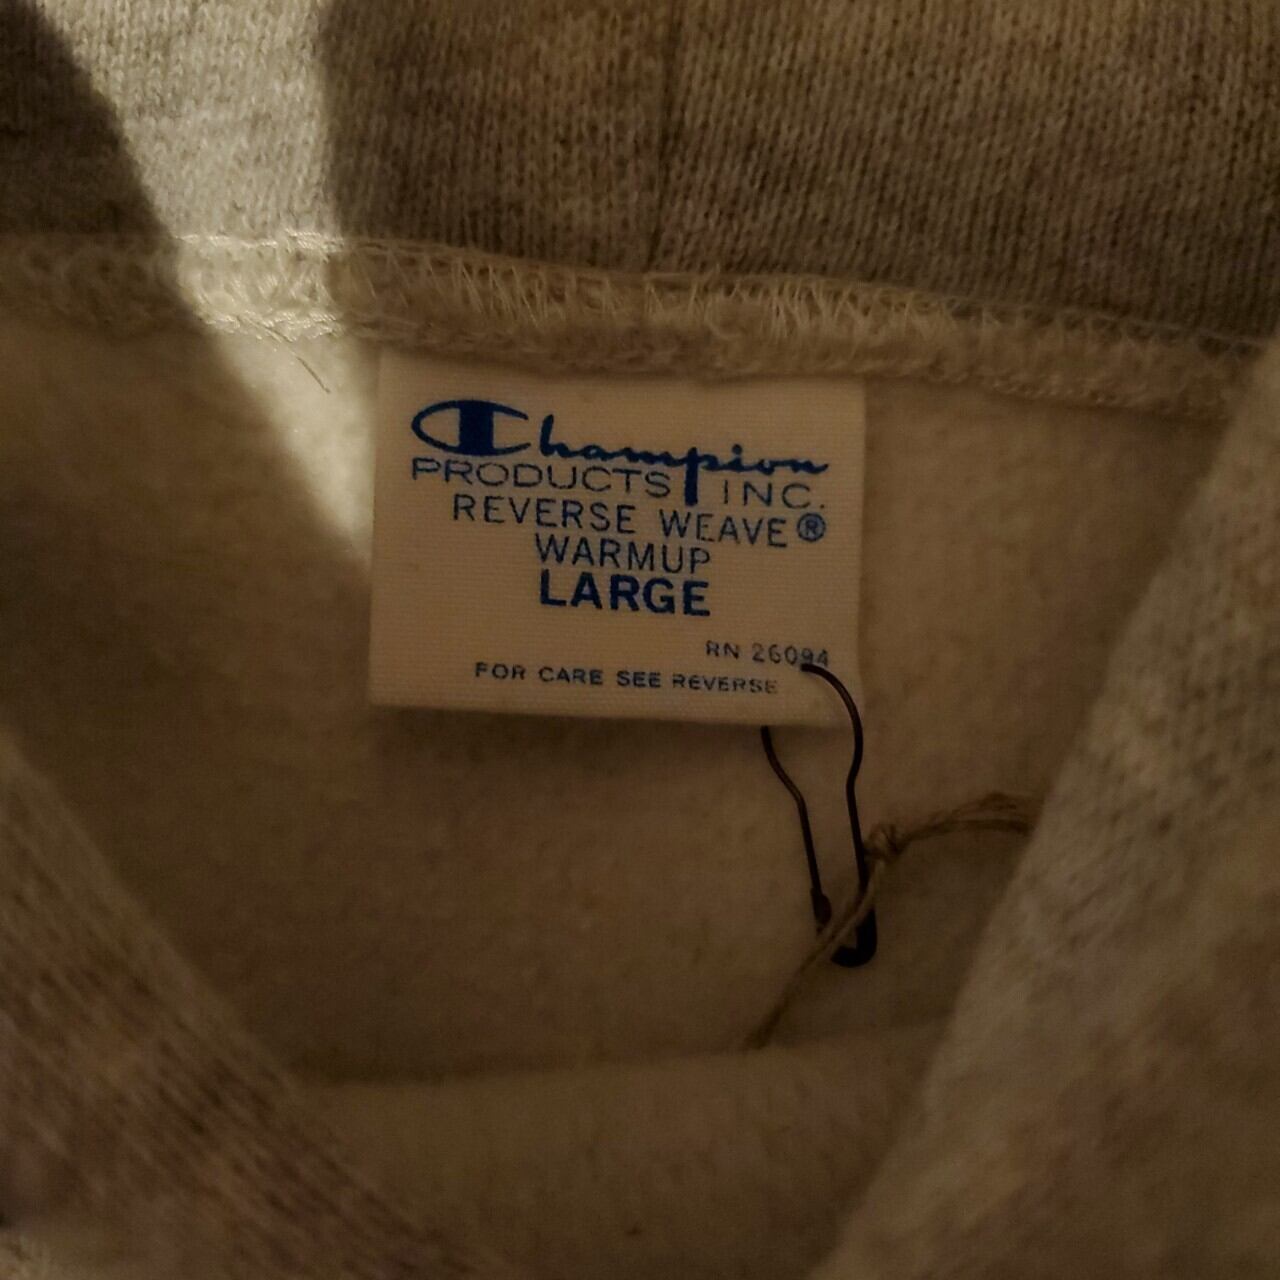 Champion
PRODUCTS INC.
REVERSE WEAVE®
WARMUP
LARGE
RN 26094
FOR CARE SEE REVERSE